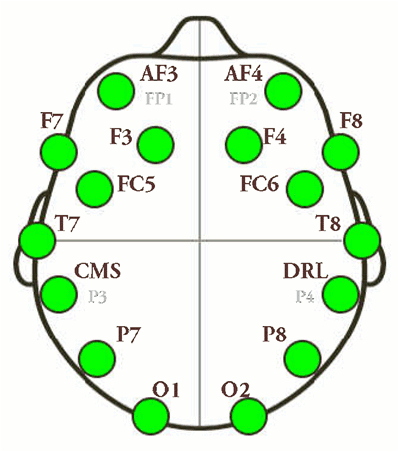 AF3 AF4
FP1 FP2
F7 F8
F3 F4
FC5 FC6
T7 T8
CMS DRL
P3 P4
P7 P8
O1 O2